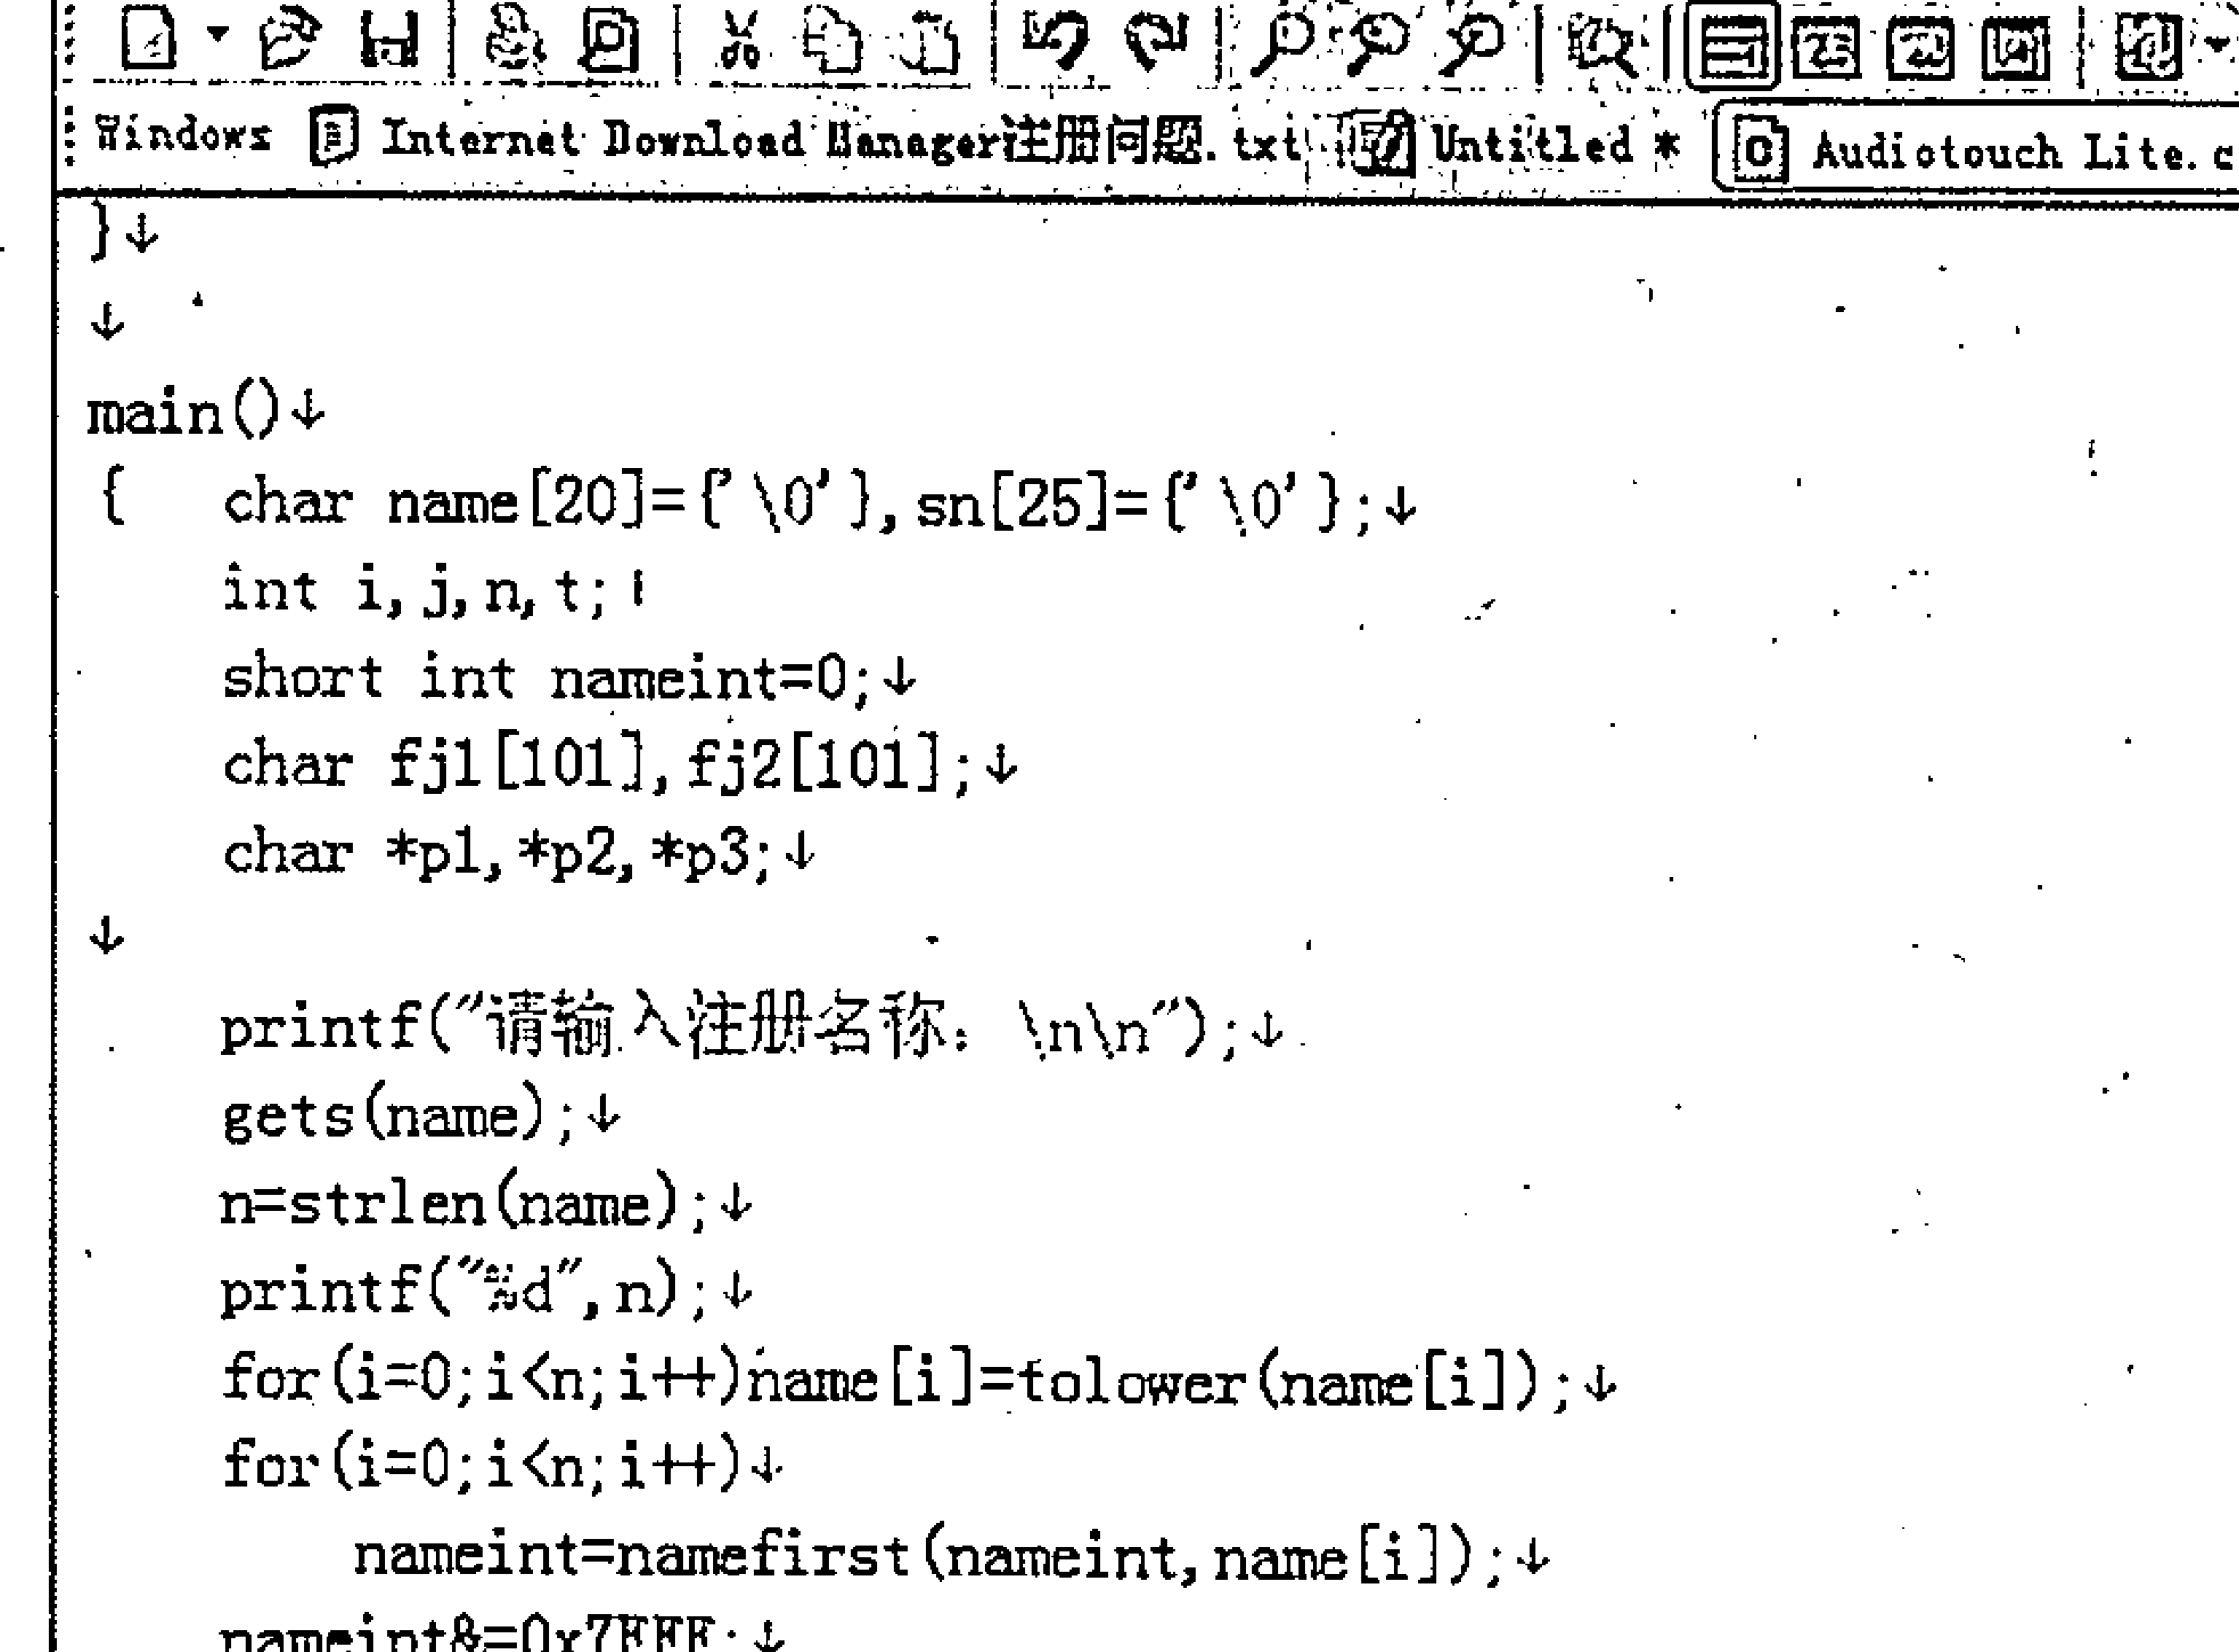 Windows Internet Download Manager注册问题.txt Untitled * Audiotouch Lite.c
}↓
↓
main()↓
{ char name[20]={'\0'},sn[25]={'\0'};↓
int i,j,n,t;
short int nameint=0;↓
char fj1[101],fj2[101];↓
char *p1,*p2,*p3;↓
↓
printf("请输入注册名称：\n\n");↓
gets(name);↓
n=strlen(name);↓
printf("%d",n);↓
for(i=0;i<n;i++)name[i]=tolower(name[i]);↓
for(i=0;i<n;i++)↓
nameint=namefirst(nameint,name[i]);↓
nameint&=0x7FFF;↓